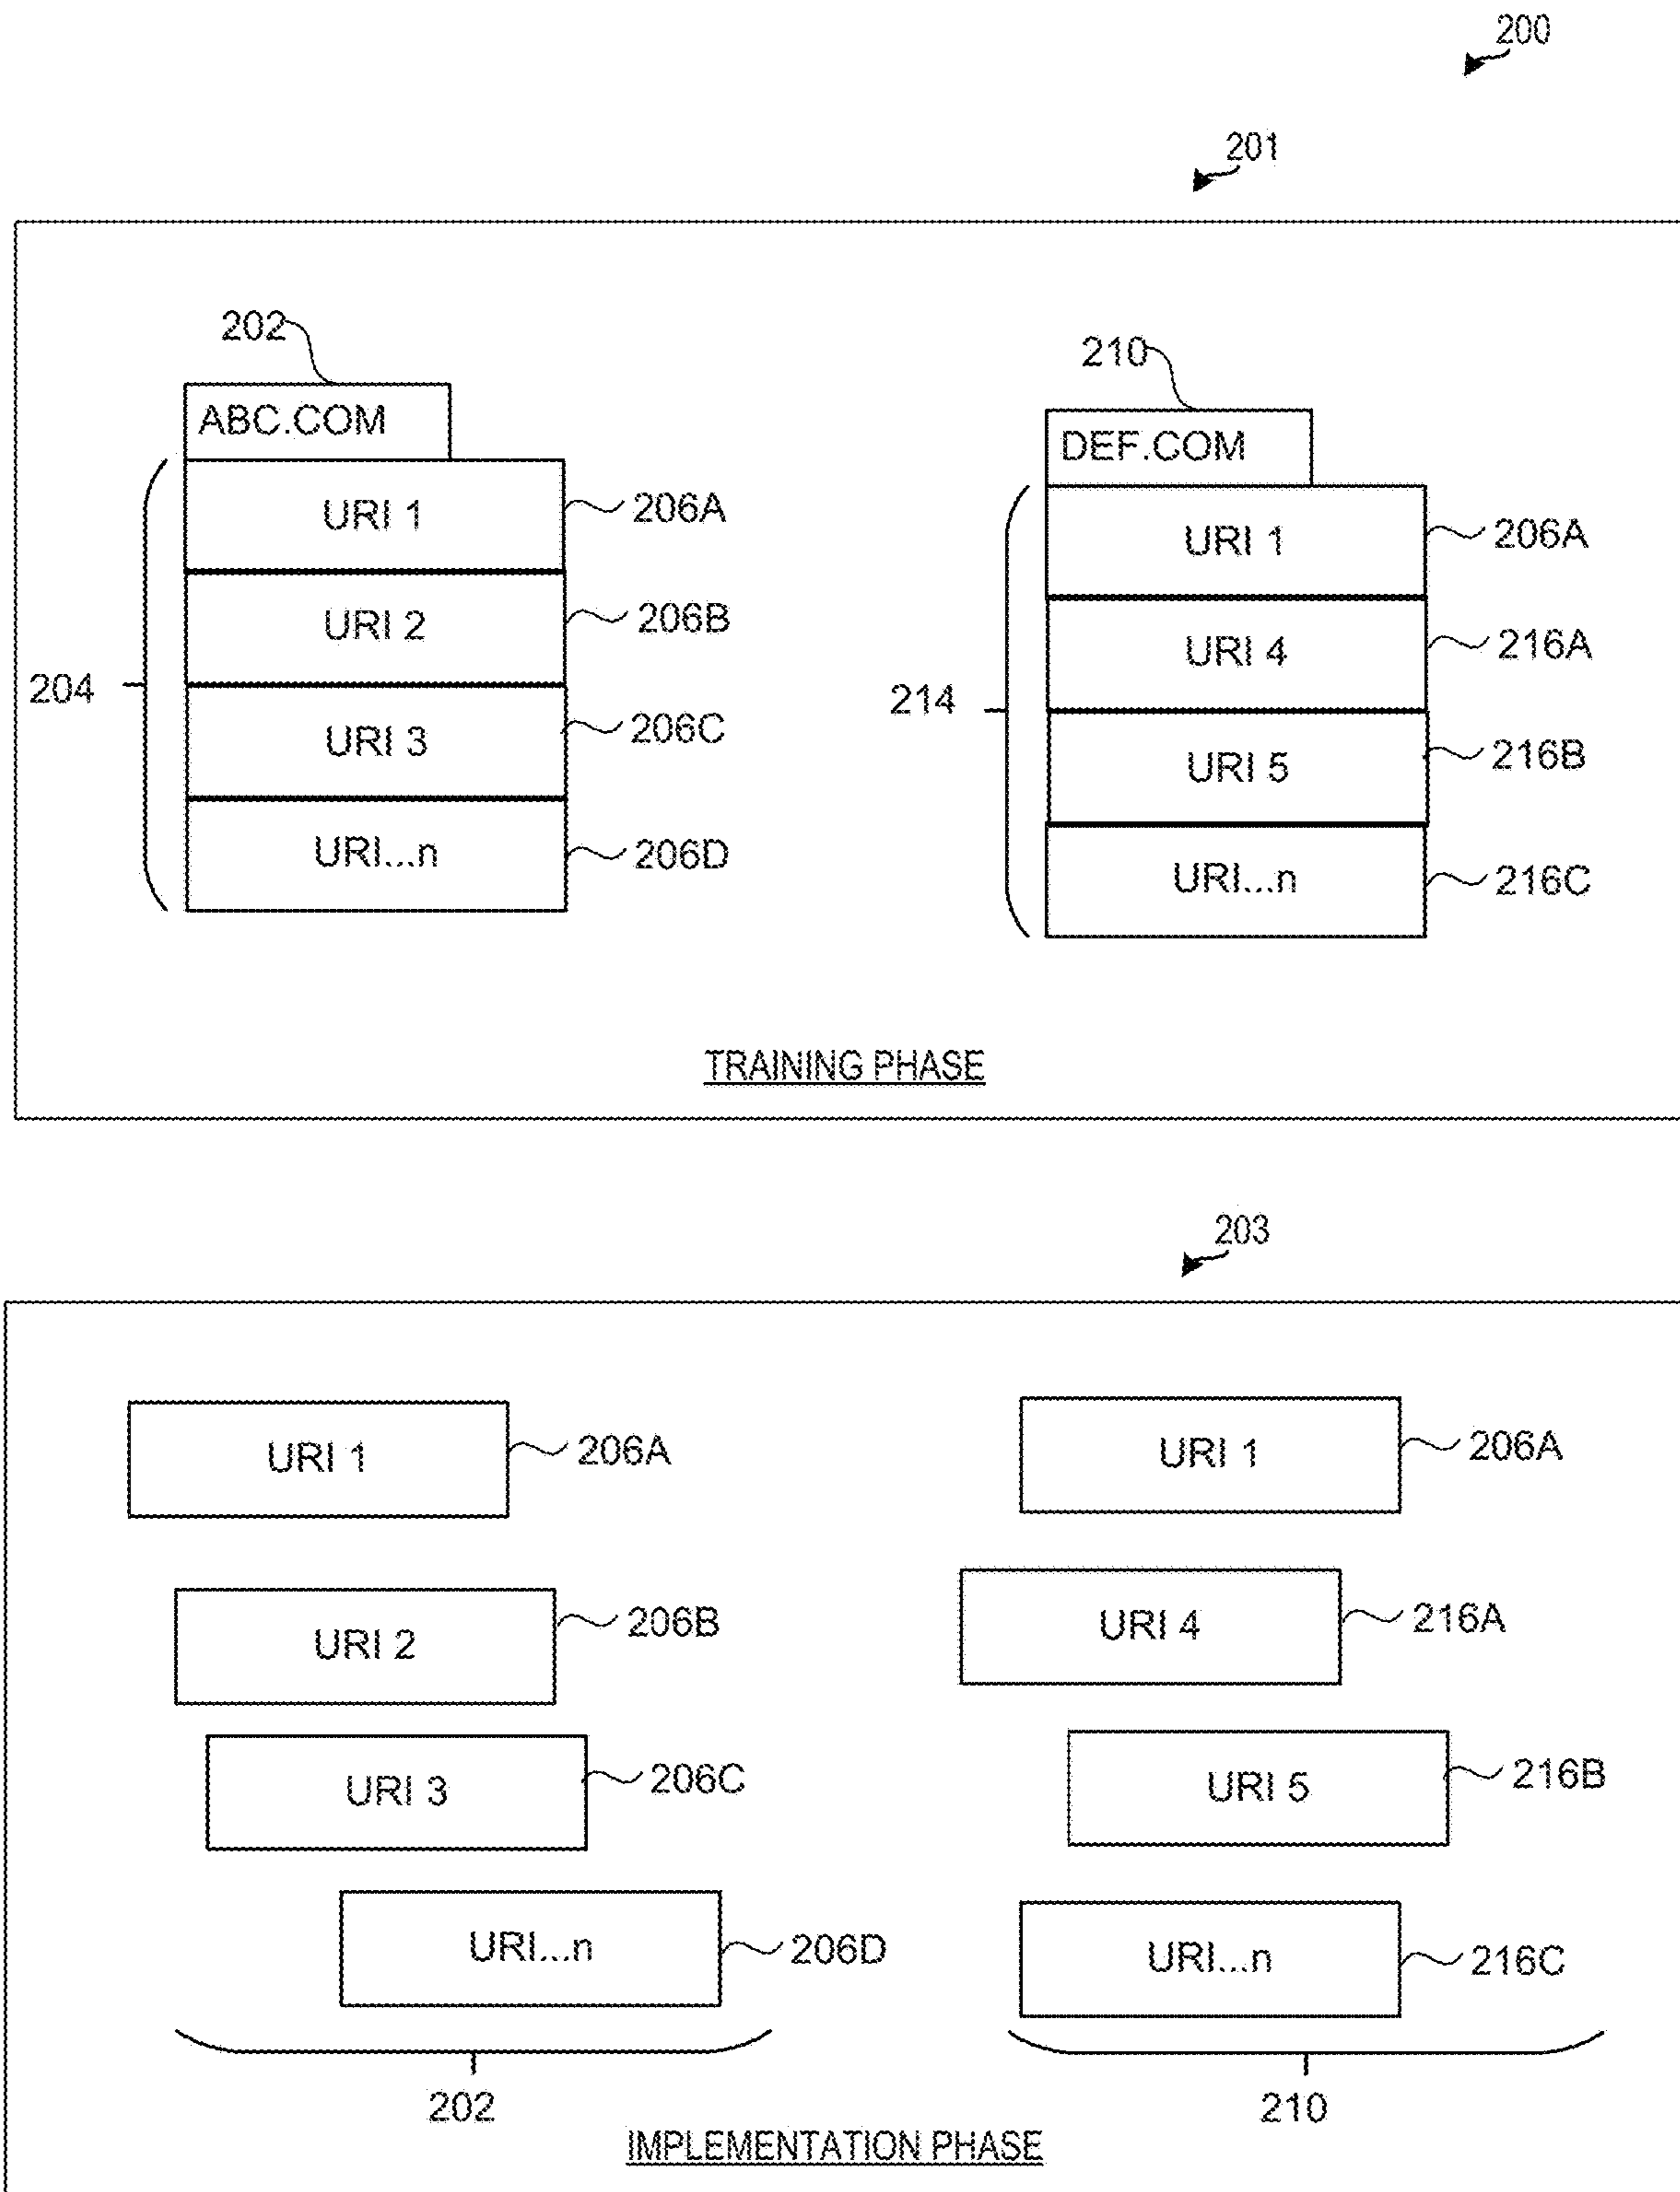 200
201
202
ABC.COM
204
URI 1
206A
URI 2
206B
URI 3
206C
URI...n
206D
210
DEF.COM
214
URI 1
206A
URI 4
216A
URI 5
216B
URI...n
216C
TRAINING PHASE
203
URI 1
206A
URI 2
206B
URI 3
206C
URI...n
206D
202
URI 1
206A
URI 4
216A
URI 5
216B
URI...n
216C
210
IMPLEMENTATION PHASE